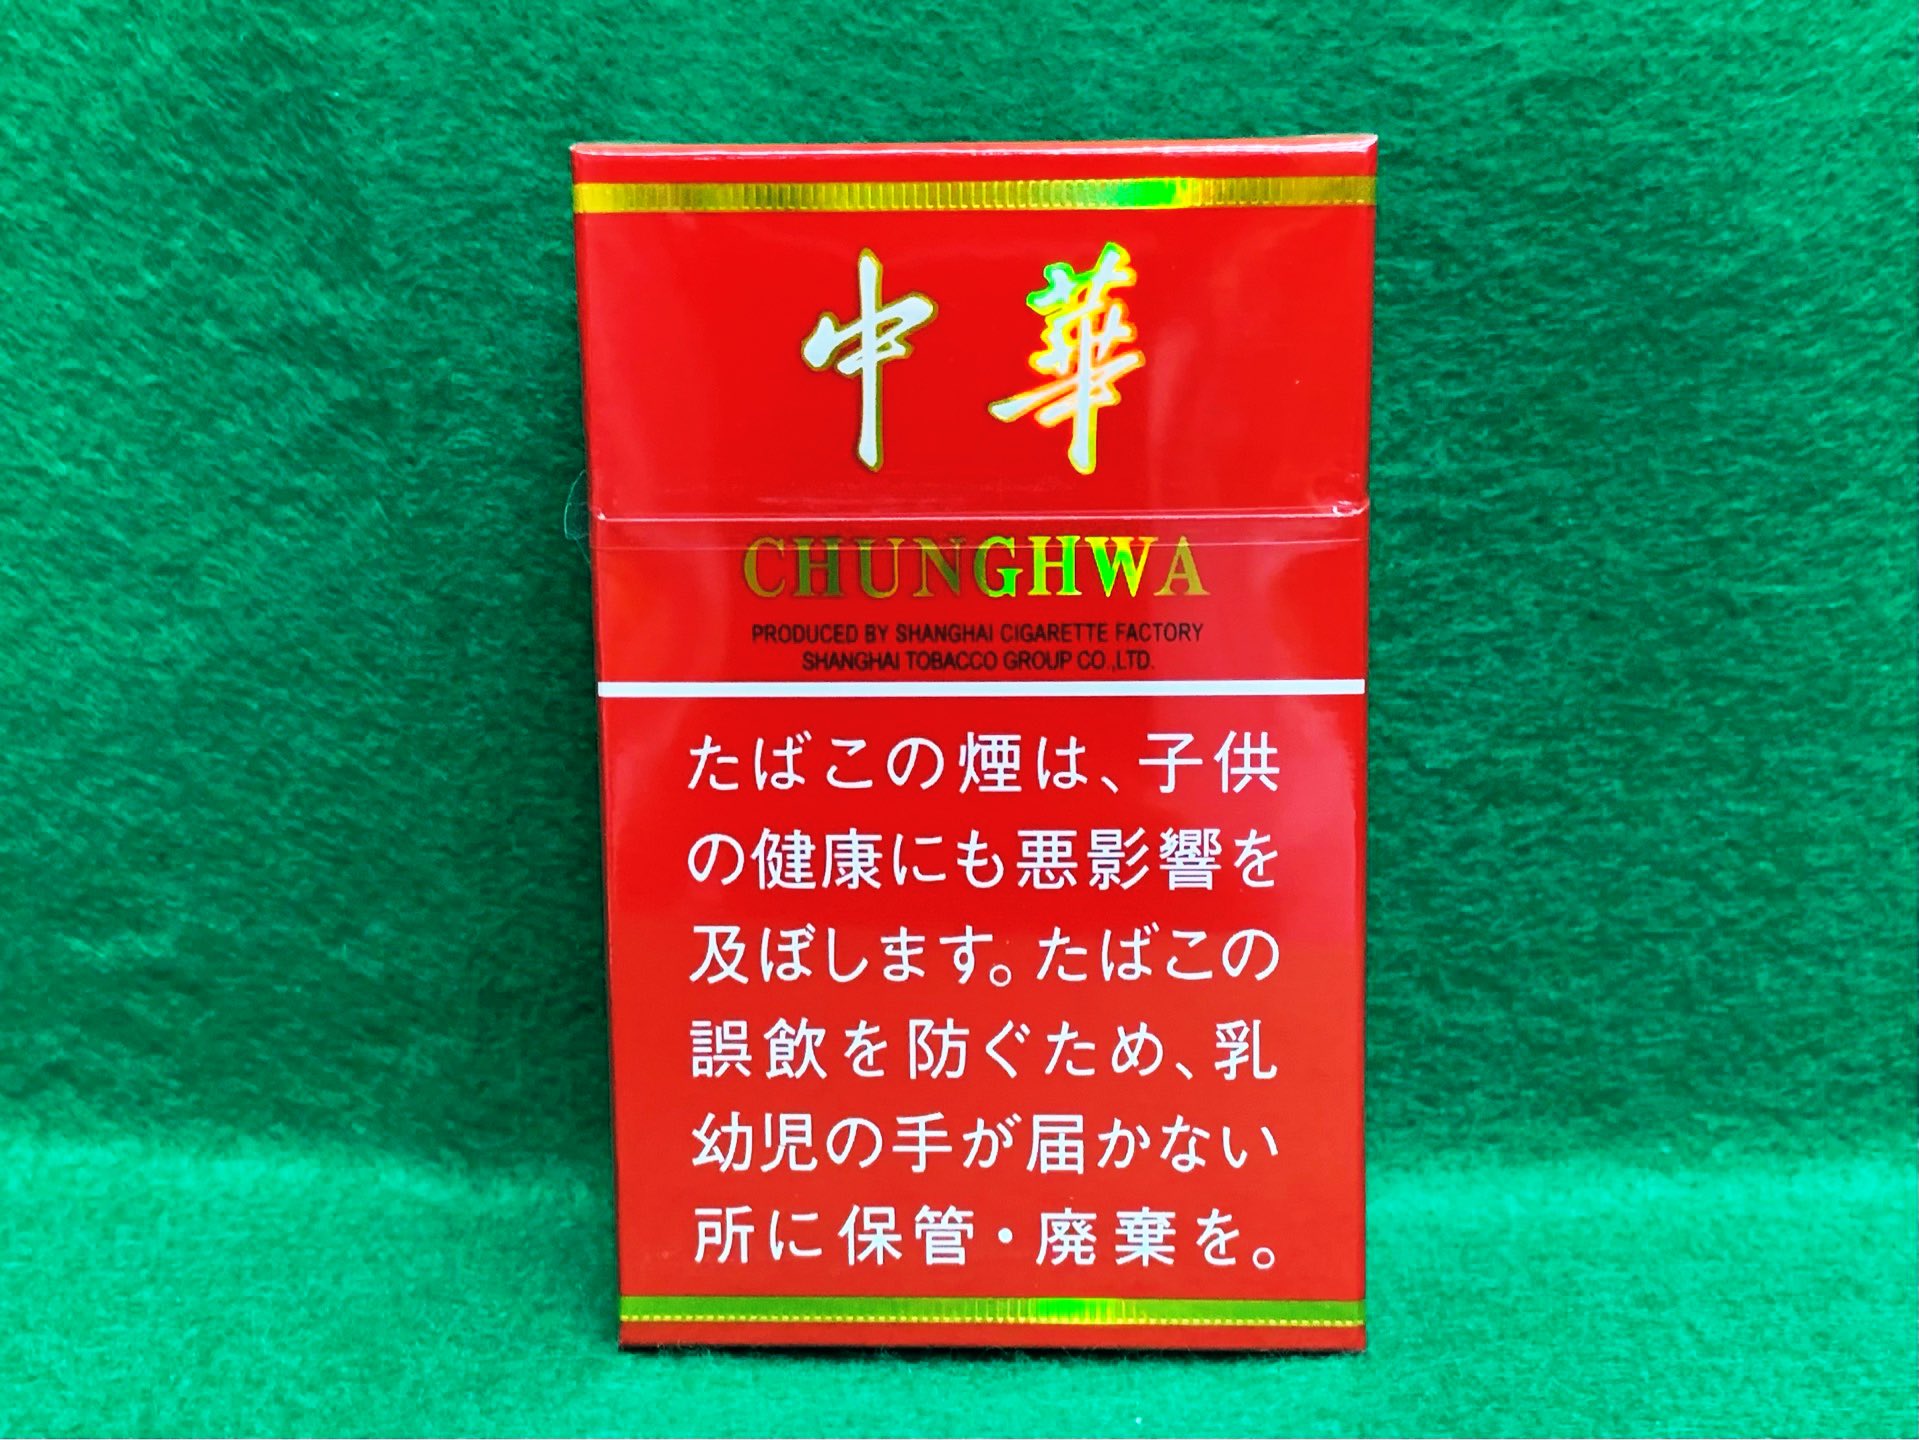 中華
CHUNGHWA
PRODUCED BY SHANGHAI CIGARETTE FACTORY
SHANGHAI TOBACCO GROUP CO.,LTD.
たばこの煙は、子供
の健康にも悪影響を
及ぼします。たばこの
誤飲を防ぐため、乳
幼児の手が届かない
所に保管・廃棄を。